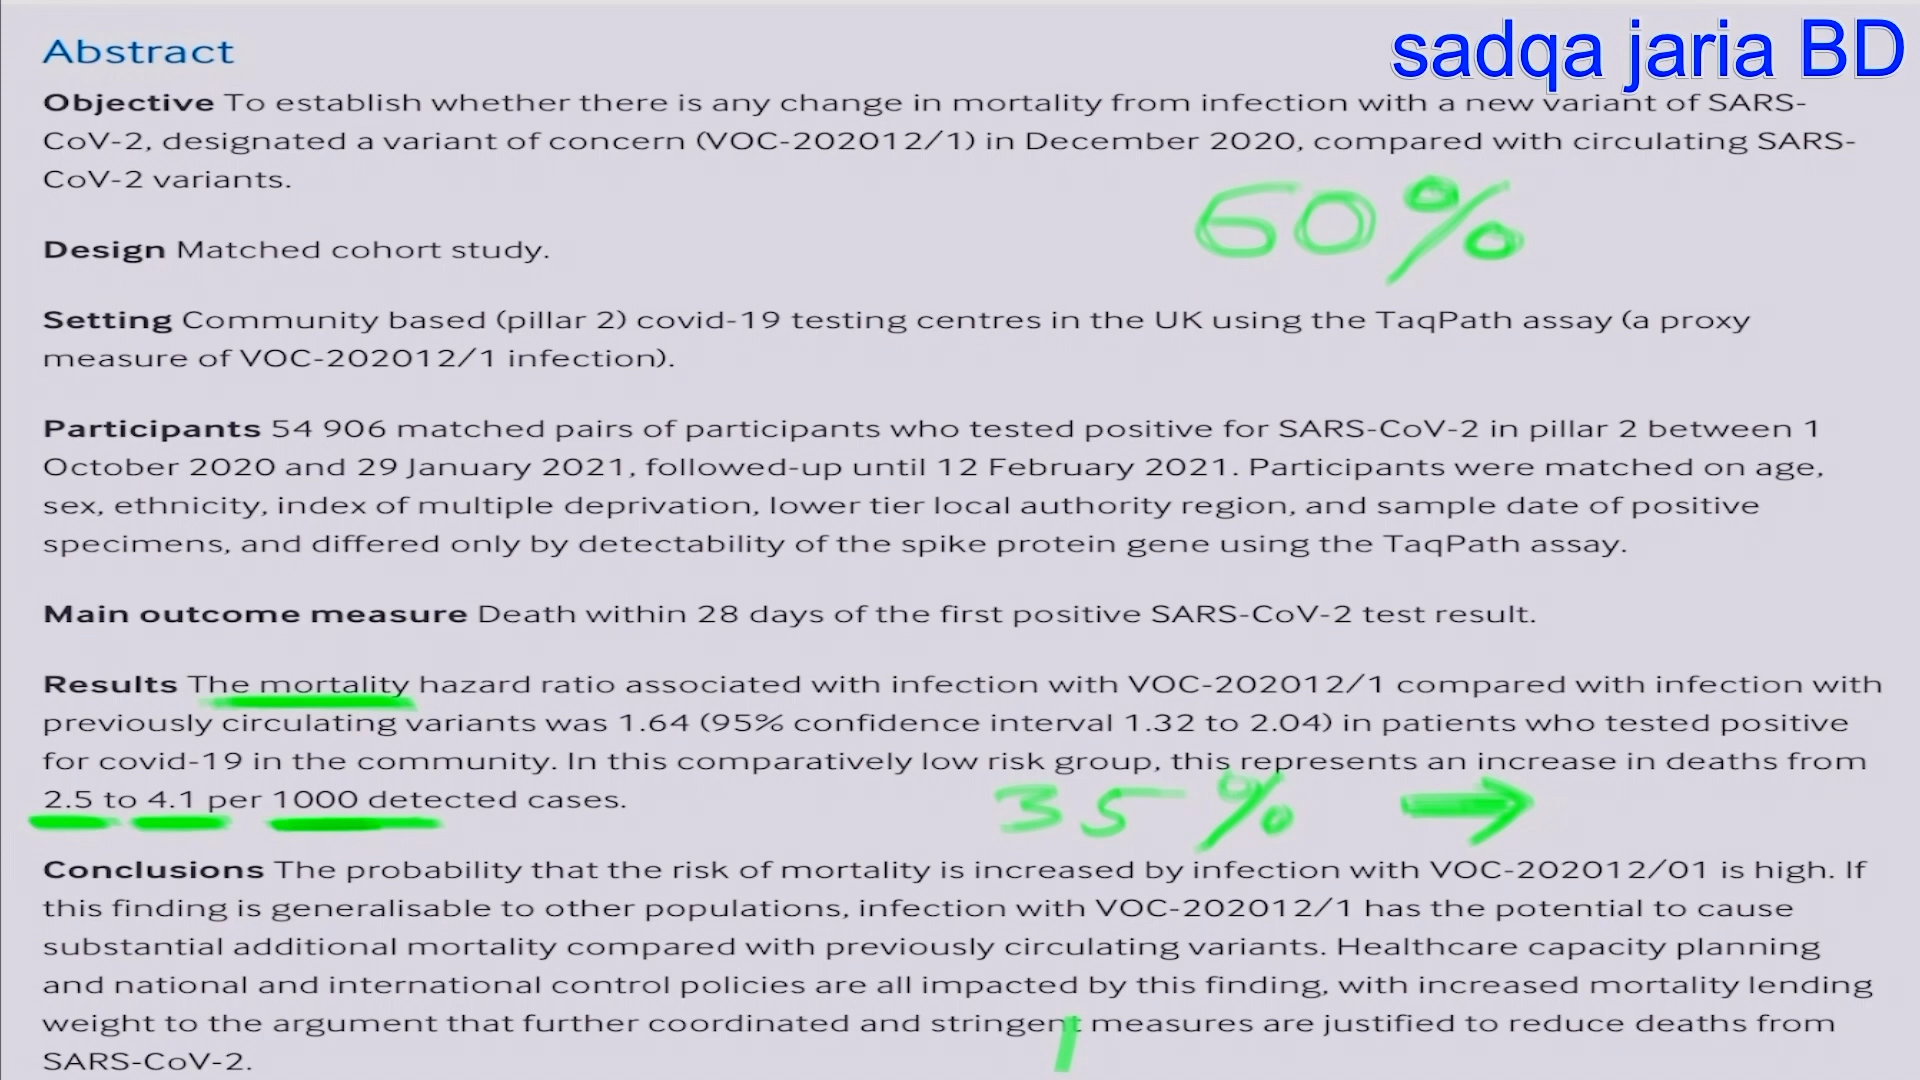 sadqa jaria BD
Abstract
Objective To establish whether there is any change in mortality from infection with a new variant of SARS-
CoV-2, designated a variant of concern (VOC-202012/1) in December 2020, compared with circulating SARS-
CoV-2 variants.
60%
Design Matched cohort study.
Setting Community based (pillar 2) covid-19 testing centres in the UK using the TaqPath assay (a proxy
measure of VOC-202012/1 infection).
Participants 54 906 matched pairs of participants who tested positive for SARS-CoV-2 in pillar 2 between 1
October 2020 and 29 January 2021, followed-up until 12 February 2021. Participants were matched on age,
sex, ethnicity, index of multiple deprivation, lower tier local authority region, and sample date of positive
specimens, and differed only by detectability of the spike protein gene using the TaqPath assay.
Main outcome measure Death within 28 days of the first positive SARS-CoV-2 test result.
Results The mortality hazard ratio associated with infection with VOC-202012/1 compared with infection with
previously circulating variants was 1.64 (95% confidence interval 1.32 to 2.04) in patients who tested positive
for covid-19 in the community. In this comparatively low risk group, this represents an increase in deaths from
2.5 to 4.1 per 1000 detected cases.
35% →
Conclusions The probability that the risk of mortality is increased by infection with VOC-202012/01 is high. If
this finding is generalisable to other populations, infection with VOC-202012/1 has the potential to cause
substantial additional mortality compared with previously circulating variants. Healthcare capacity planning
and national and international control policies are all impacted by this finding, with increased mortality lending
weight to the argument that further coordinated and stringent measures are justified to reduce deaths from
SARS-CoV-2.